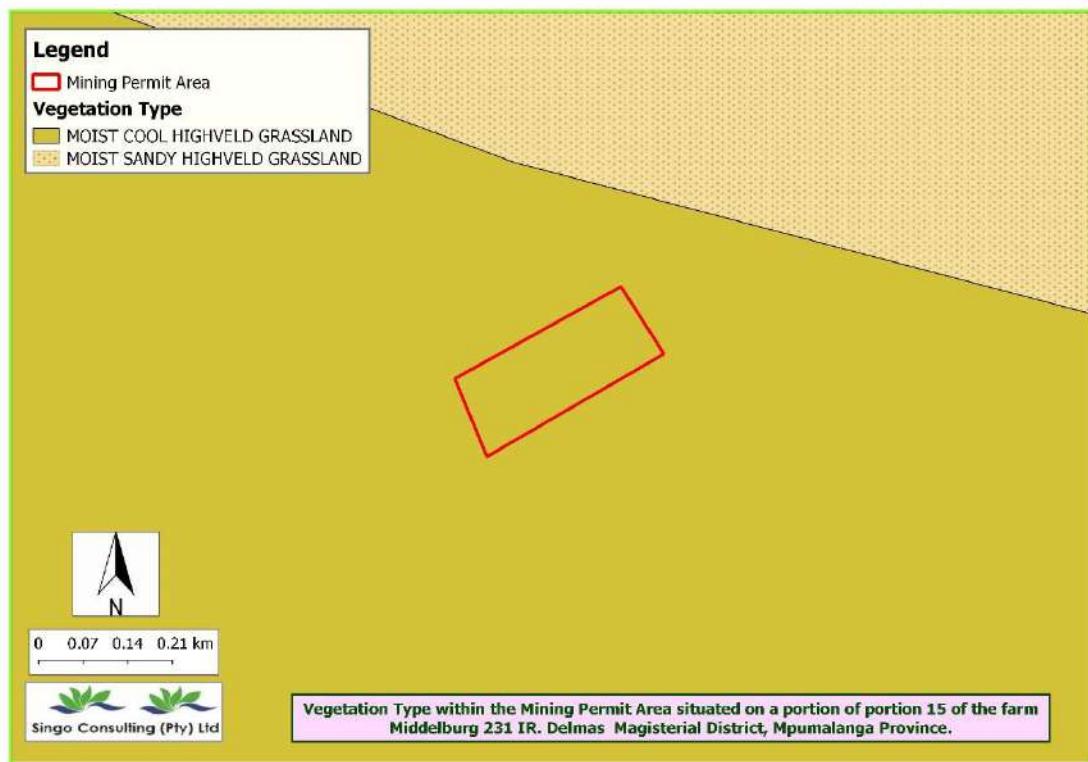 Legend
Mining Permit Area
Vegetation Type
MOIST COOL HIGHVELD GRASSLAND
MOIST SANDY HIGHVELD GRASSLAND
N
0 0.07 0.14 0.21 km
Singo Consulting (Pty) Ltd
Vegetation Type within the Mining Permit Area situated on a portion of portion 15 of the farm
Middelburg 231 IR. Delmas Magisterial District, Mpumalanga Province.